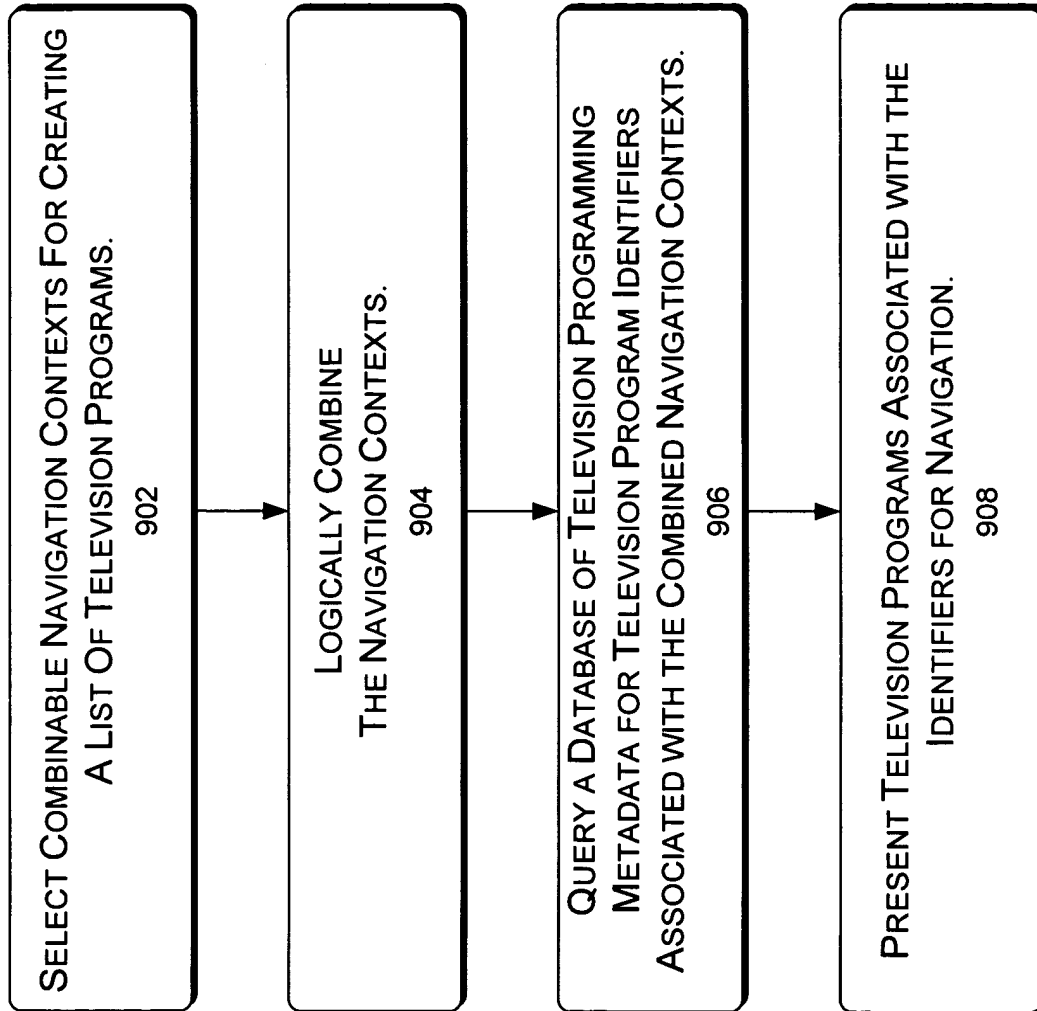 SELECT COMBINABLE NAVIGATION CONTEXTS FOR CREATING
A LIST OF TELEVISION PROGRAMS.
902
LOGICALLY COMBINE
THE NAVIGATION CONTEXTS.
904
QUERY A DATABASE OF TELEVISION PROGRAMMING
METADATA FOR TELEVISION PROGRAM IDENTIFIERS
ASSOCIATED WITH THE COMBINED NAVIGATION CONTEXTS.
906
PRESENT TELEVISION PROGRAMS ASSOCIATED WITH THE
IDENTIFIERS FOR NAVIGATION.
908